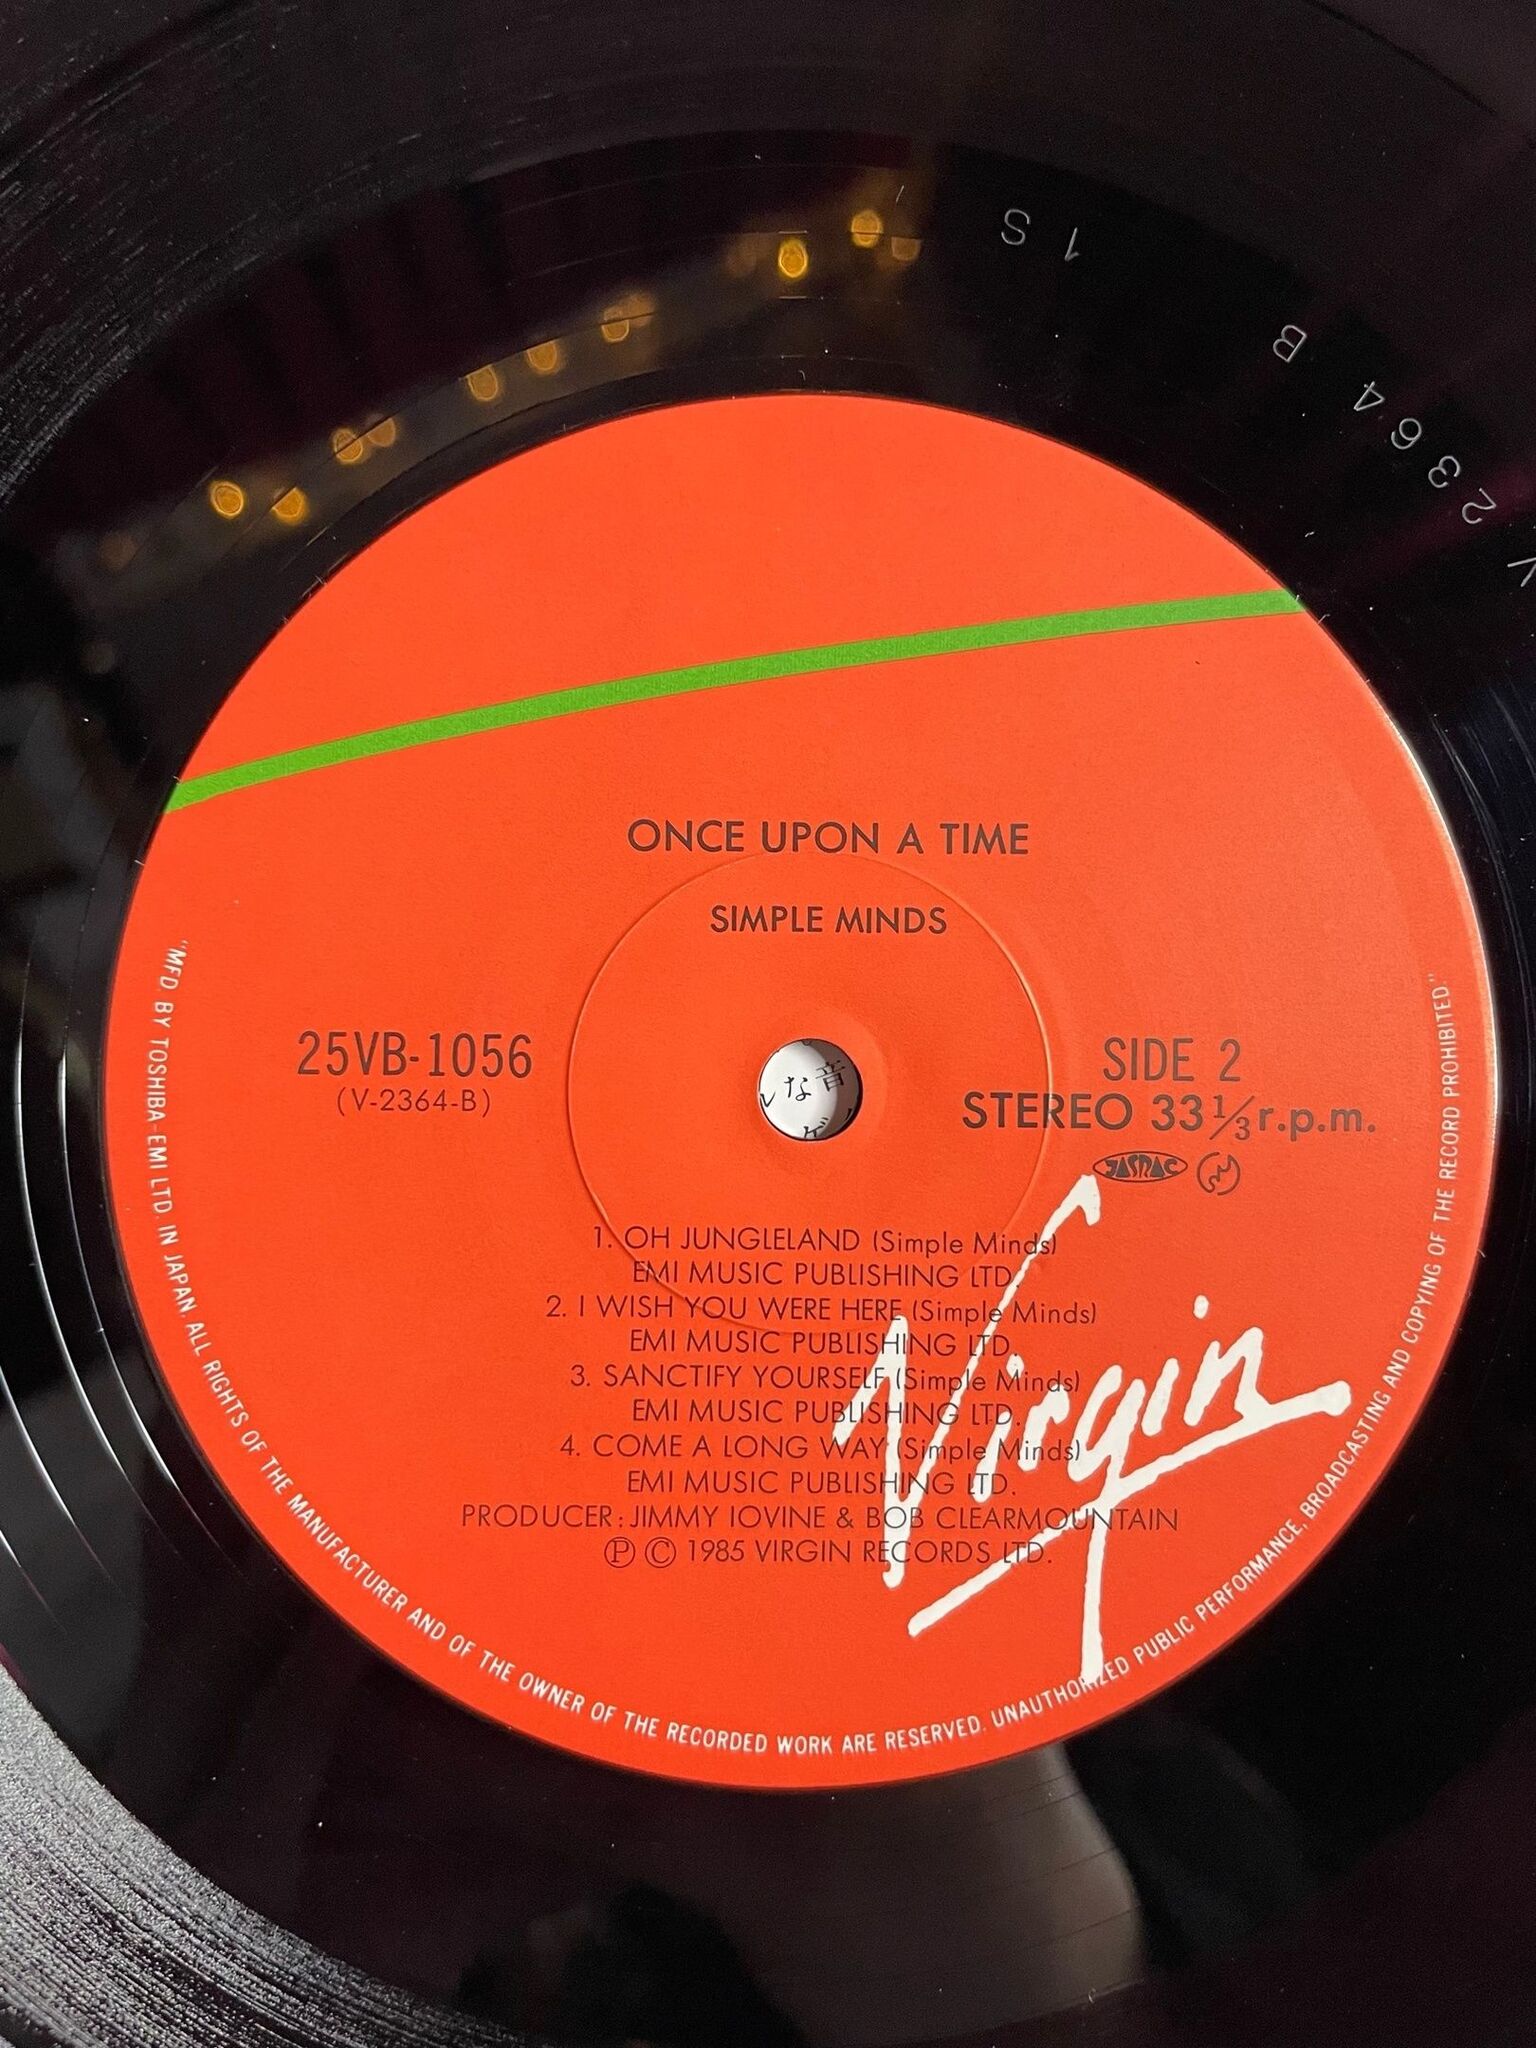 V 2364 B 1S
ONCE UPON A TIME
SIMPLE MINDS
25VB-1056
(V-2364-B)
な音
SIDE 2
STEREO 33 1/3 r.p.m.
JASRAC
1. OH JUNGLELAND (Simple Minds)
EMI MUSIC PUBLISHING LTD.
2. I WISH YOU WERE HERE (Simple Minds)
EMI MUSIC PUBLISHING LTD.
3. SANCTIFY YOURSELF (Simple Minds)
EMI MUSIC PUBLISHING LTD.
4. COME A LONG WAY (Simple Minds)
EMI MUSIC PUBLISHING LTD.
PRODUCER: JIMMY IOVINE & BOB CLEARMOUNTAIN
Ⓟ Ⓒ 1985 VIRGIN RECORDS LTD.
Virgin
"MFD. BY TOSHIBA-EMI LTD. IN JAPAN. ALL RIGHTS OF THE MANUFACTURER AND OF THE OWNER OF THE RECORDED WORK ARE RESERVED. UNAUTHORIZED PUBLIC PERFORMANCE, BROADCASTING AND COPYING OF THE RECORD PROHIBITED."